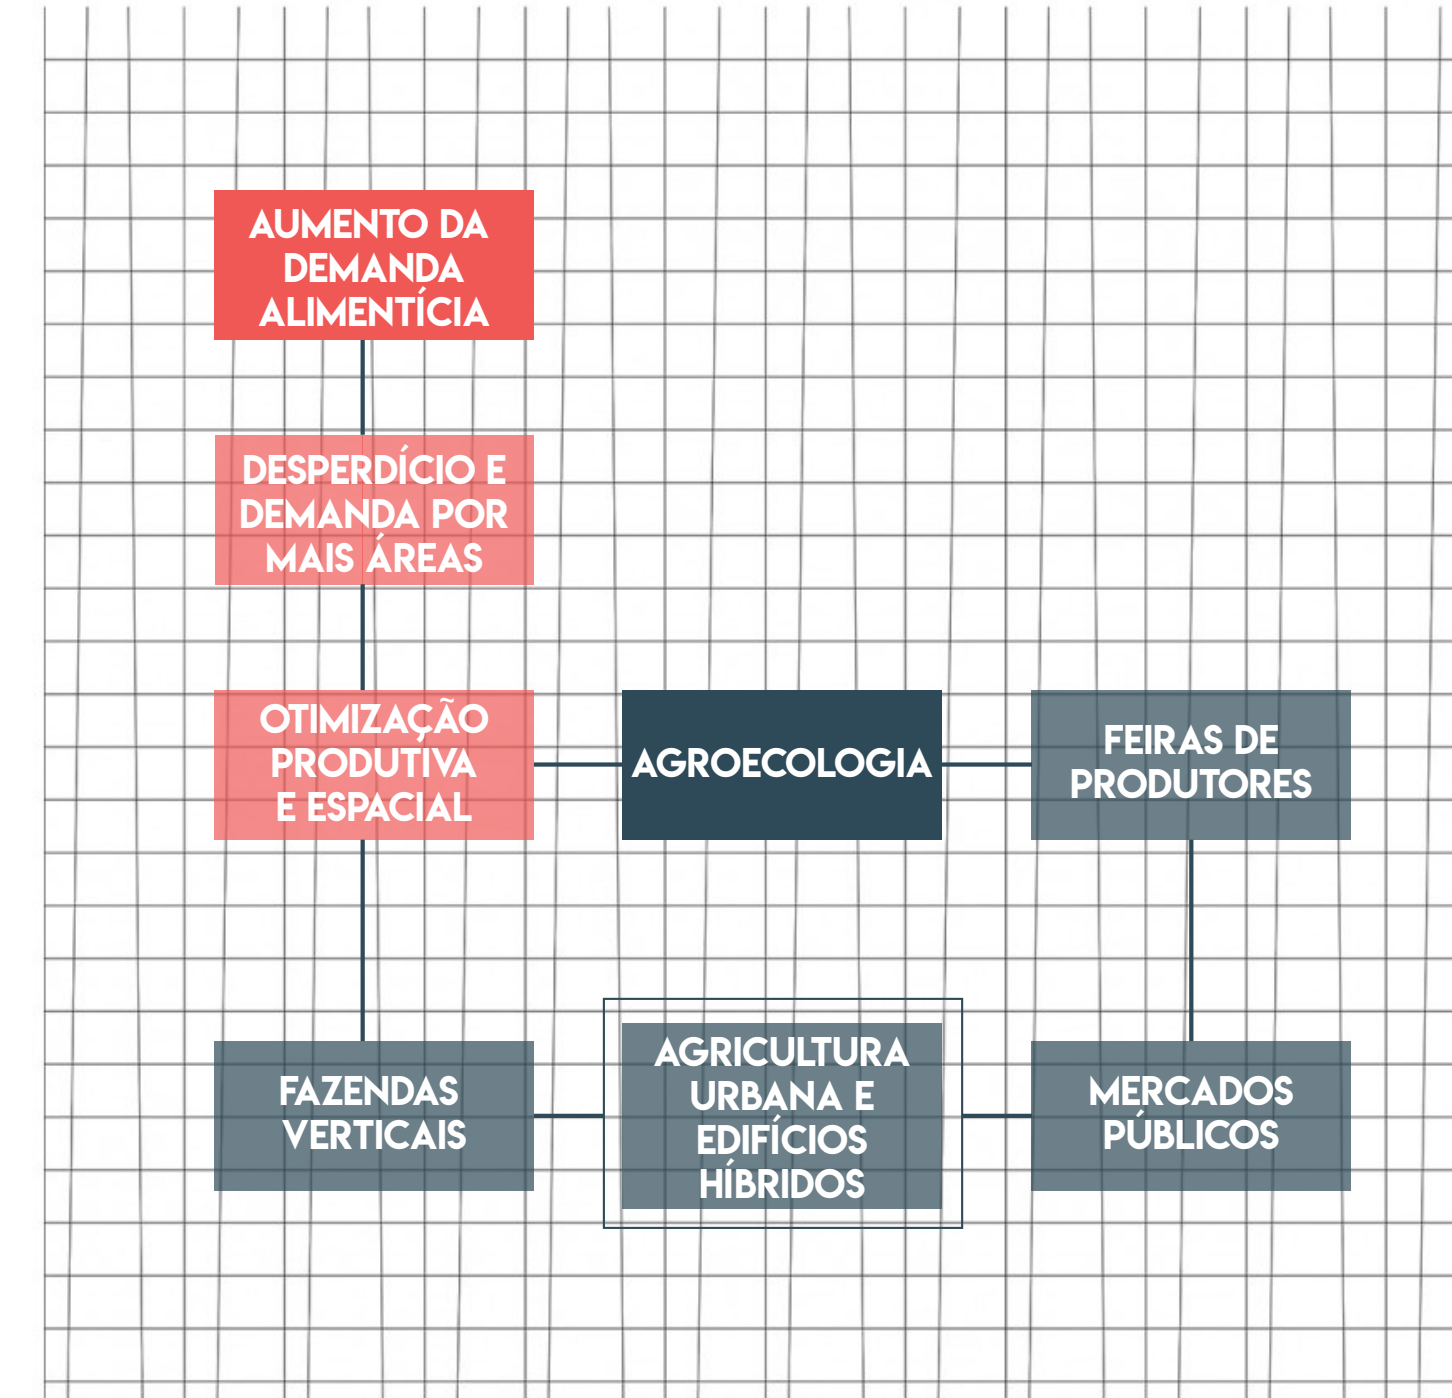 AUMENTO DA
DEMANDA
ALIMENTÍCIA
DESPERDÍCIO E
DEMANDA POR
MAIS ÁREAS
OTIMIZAÇÃO
PRODUTIVA
E ESPACIAL
AGROECOLOGIA
FEIRAS DE
PRODUTORES
FAZENDAS
VERTICAIS
AGRICULTURA
URBANA E
EDIFÍCIOS
HÍBRIDOS
MERCADOS
PÚBLICOS